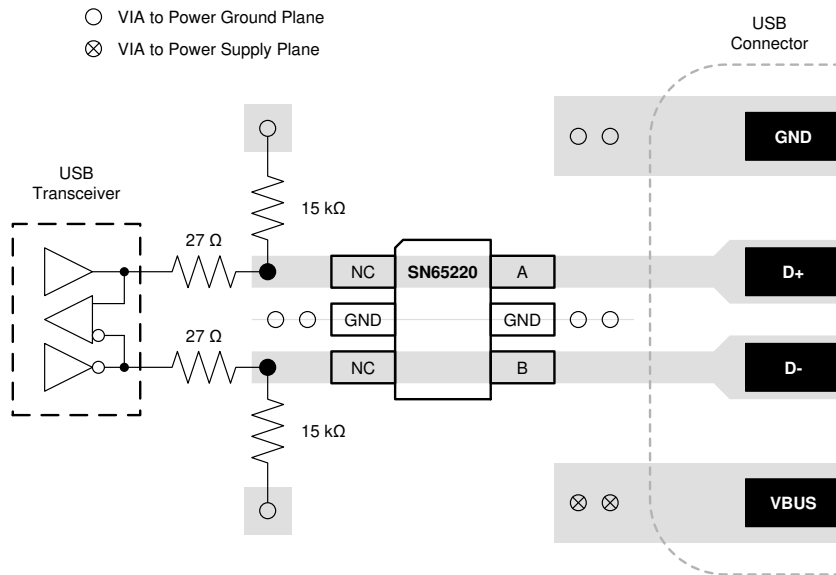 VIA to Power Ground Plane
VIA to Power Supply Plane
USB
Connector
GND
USB
Transceiver
15 kΩ
27 Ω
NC
SN65220
A
D+
GND
GND
27 Ω
NC
B
D-
15 kΩ
VBUS